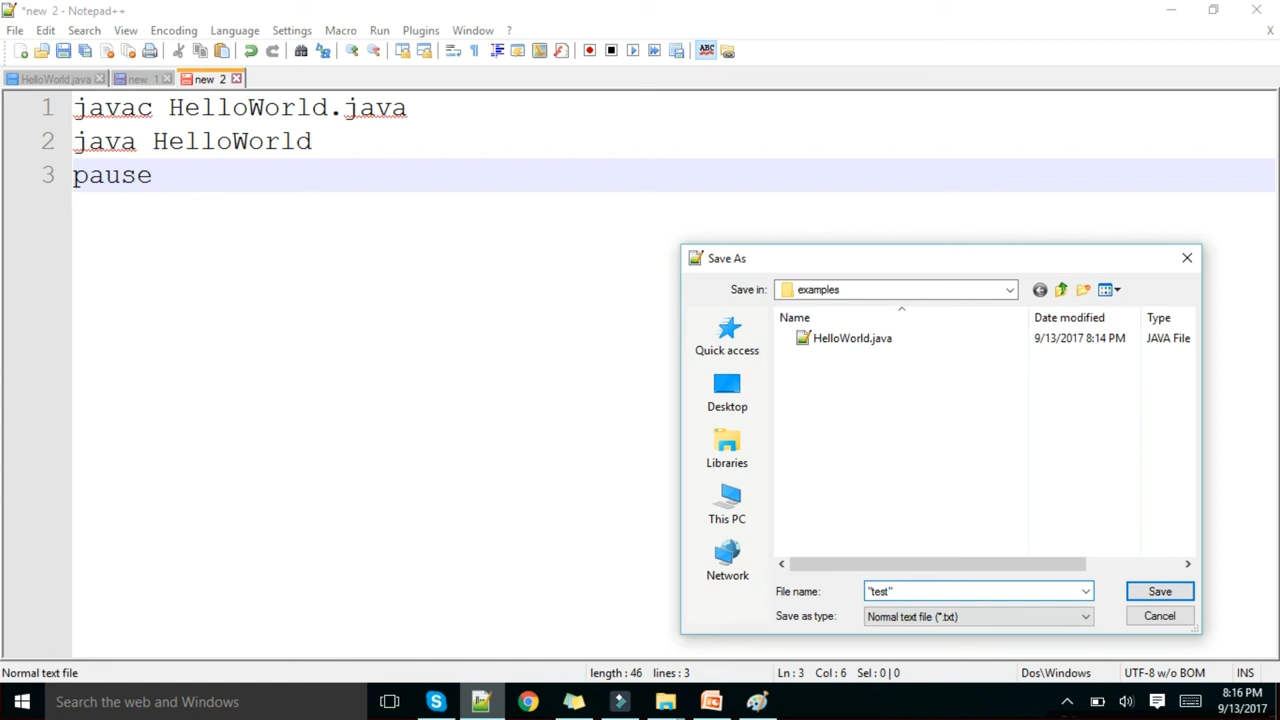 *new 2 - Notepad++
File Edit Search View Encoding Language Settings Macro Run Plugins Window ?
X
ABC
HelloWorld.java new 1 new 2
1 javac HelloWorld.java
2 java HelloWorld
3 pause
Save As
Save in: examples
Name Date modified Type
HelloWorld.java 9/13/2017 8:14 PM JAVA File
Quick access
Desktop
Libraries
This PC
Network
File name: "test" Save
Save as type: Normal text file (*.txt) Cancel
Normal text file length : 46 lines : 3 Ln : 3 Col : 6 Sel : 0 | 0 Dos\Windows UTF-8 w/o BOM INS
Search the web and Windows
8:16 PM
9/13/2017